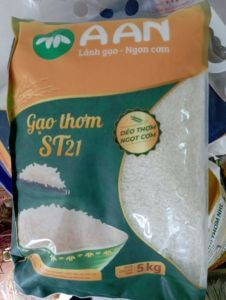 A AN
Lành gạo - Ngon cơm
Gạo thơm
ST21
DẺO THƠM
NGỌT CƠM
5kg